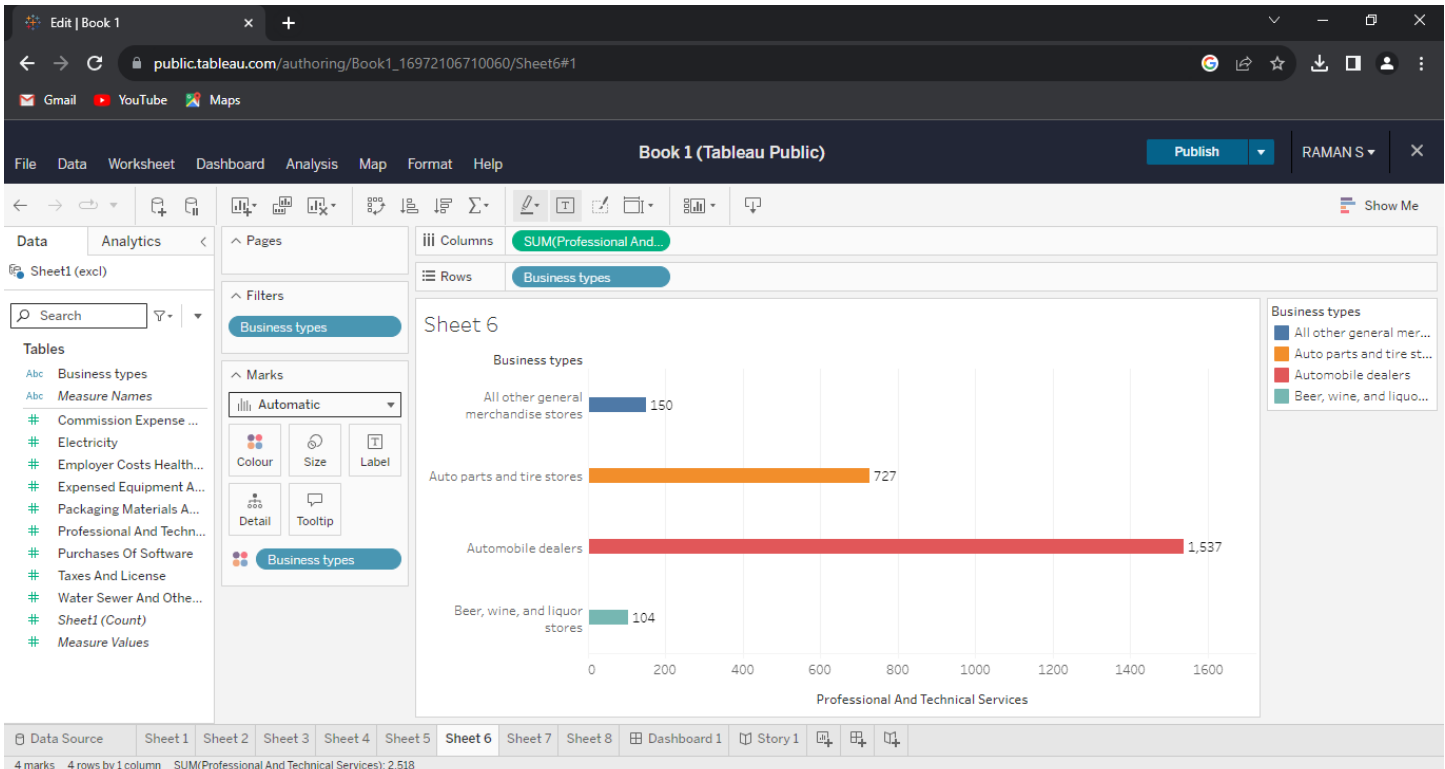 Edit | Book 1
public.tableau.com/authoring/Book1_16972106710060/Sheet6#1
Gmail YouTube Maps
Book 1 (Tableau Public)
Publish
RAMAN S
File Data Worksheet Dashboard Analysis Map Format Help
Show Me
Data Analytics
Sheet1 (excl)
Search
Tables
Abc Business types
Abc Measure Names
# Commission Expense ...
# Electricity
# Employer Costs Health...
# Expensed Equipment A...
# Packaging Materials A...
# Professional And Techn...
# Purchases Of Software
# Taxes And License
# Water Sewer And Othe...
# Sheet1 (Count)
# Measure Values
Pages
Filters
Business types
Marks
Automatic
Colour Size Label
Detail Tooltip
Business types
Columns SUM(Professional And...
Rows Business types
Sheet 6
Business types
All other general
merchandise stores
150
Auto parts and tire stores 727
Automobile dealers 1,537
Beer, wine, and liquor
stores
104
0 200 400 600 800 1000 1200 1400 1600
Professional And Technical Services
Business types
All other general mer...
Auto parts and tire st...
Automobile dealers
Beer, wine, and liquo...
Data Source Sheet 1 Sheet 2 Sheet 3 Sheet 4 Sheet 5 Sheet 6 Sheet 7 Sheet 8 Dashboard 1 Story 1
4 marks 4 rows by 1 column SUM(Professional And Technical Services): 2,518